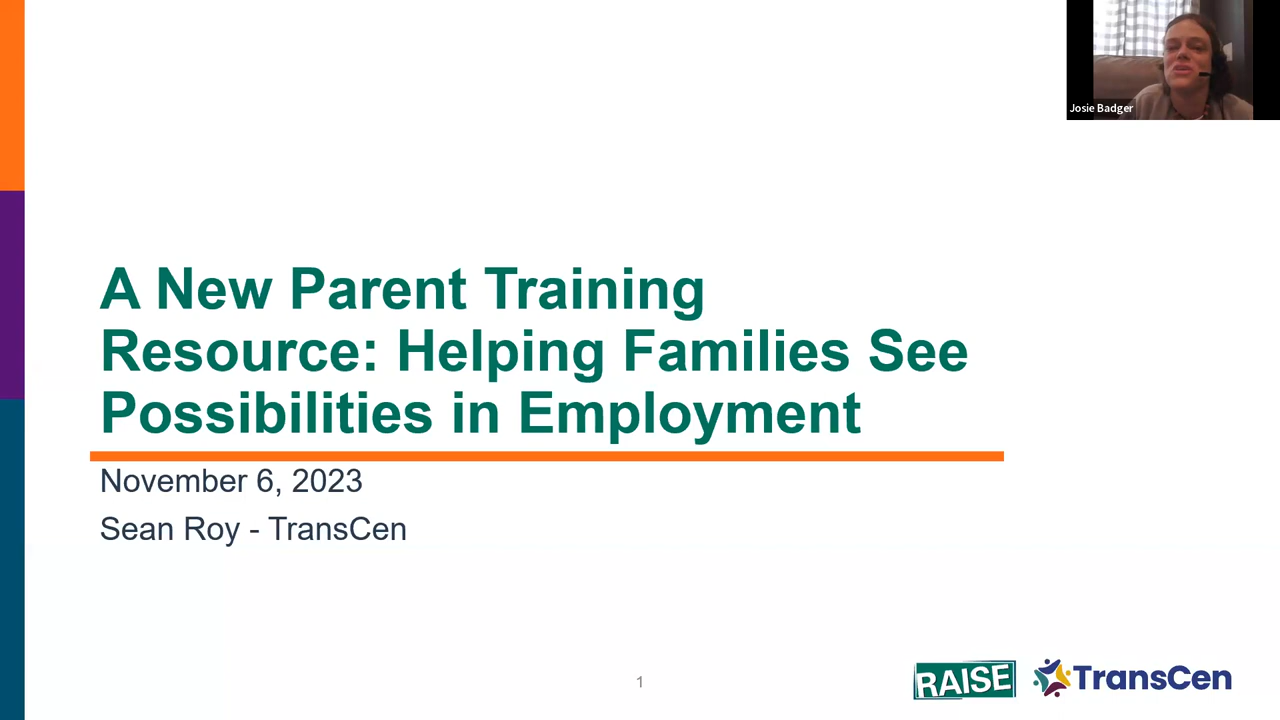 Josie Badger
A New Parent Training
Resource: Helping Families See
Possibilities in Employment
November 6, 2023
Sean Roy - TransCen
1
RAISE
TransCen